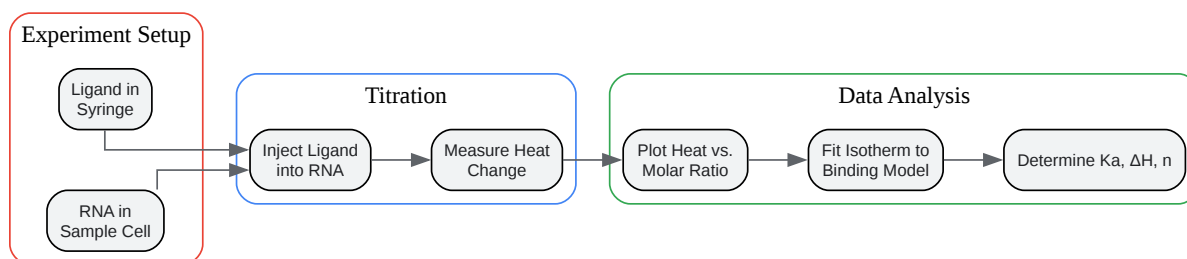 Experiment Setup
Ligand in
Syringe
RNA in
Sample Cell
Titration
Inject Ligand
into RNA
Measure Heat
Change
Data Analysis
Plot Heat vs.
Molar Ratio
Fit Isotherm to
Binding Model
Determine Ka, ΔH, n